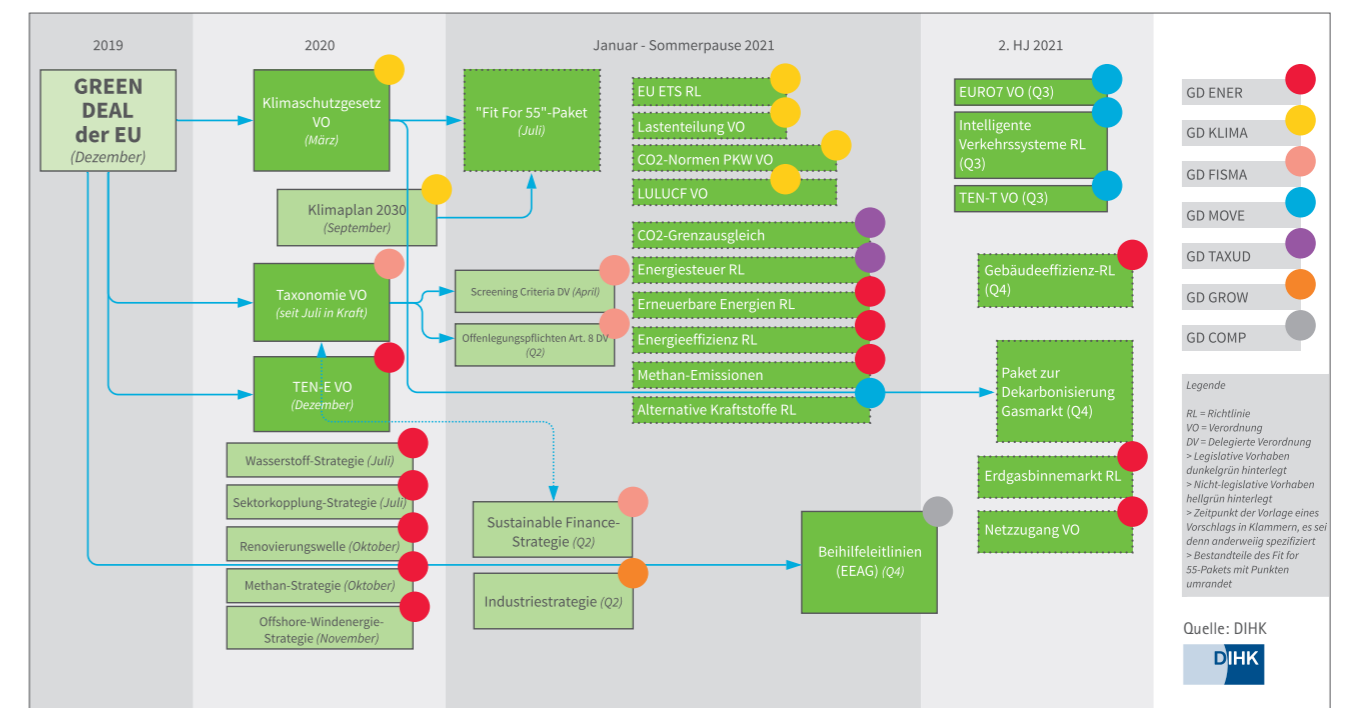 2019
2020
Januar - Sommerpause 2021
2. HJ 2021
GREEN
DEAL
der EU
(Dezember)
Klimaschutzgesetz
VO
(März)
Klimaplan 2030
(September)
Taxonomie VO
(seit Juli in Kraft)
TEN-E VO
(Dezember)
Wasserstoff-Strategie (Juli)
Sektorkopplung-Strategie (Juli)
Renovierungswelle (Oktober)
Methan-Strategie (Oktober)
Offshore-Windenergie-
Strategie (November)
"Fit For 55"-Paket
(Juli)
Screening Criteria DV (April)
Offenlegungspflichten Art. 8 DV
(Q2)
Sustainable Finance-
Strategie (Q2)
Industriestrategie (Q2)
EU ETS RL
Lastenteilung VO
CO2-Normen PKW VO
LULUCF VO
CO2-Grenzausgleich
Energiesteuer RL
Erneuerbare Energien RL
Energieeffizienz RL
Methan-Emissionen
Alternative Kraftstoffe RL
Beihilfeleitlinien
(EEAG) (Q4)
EURO7 VO (Q3)
Intelligente
Verkehrssysteme RL
(Q3)
TEN-T VO (Q3)
Gebäudeeffizienz-RL
(Q4)
Paket zur
Dekarbonisierung
Gasmarkt (Q4)
Erdgasbinnemarkt RL
Netzzugang VO
GD ENER
GD KLIMA
GD FISMA
GD MOVE
GD TAXUD
GD GROW
GD COMP
Legende
RL = Richtlinie
VO = Verordnung
DV = Delegierte Verordnung
> Legislative Vorhaben
dunkelgrün hinterlegt
> Nicht-legislative Vorhaben
hellgrün hinterlegt
> Zeitpunkt der Vorlage eines
Vorschlags in Klammern, es sei
denn anderweiig spezifiziert
> Bestandteile des Fit for
55-Pakets mit Punkten
umrandet
Quelle: DIHK
DIHK